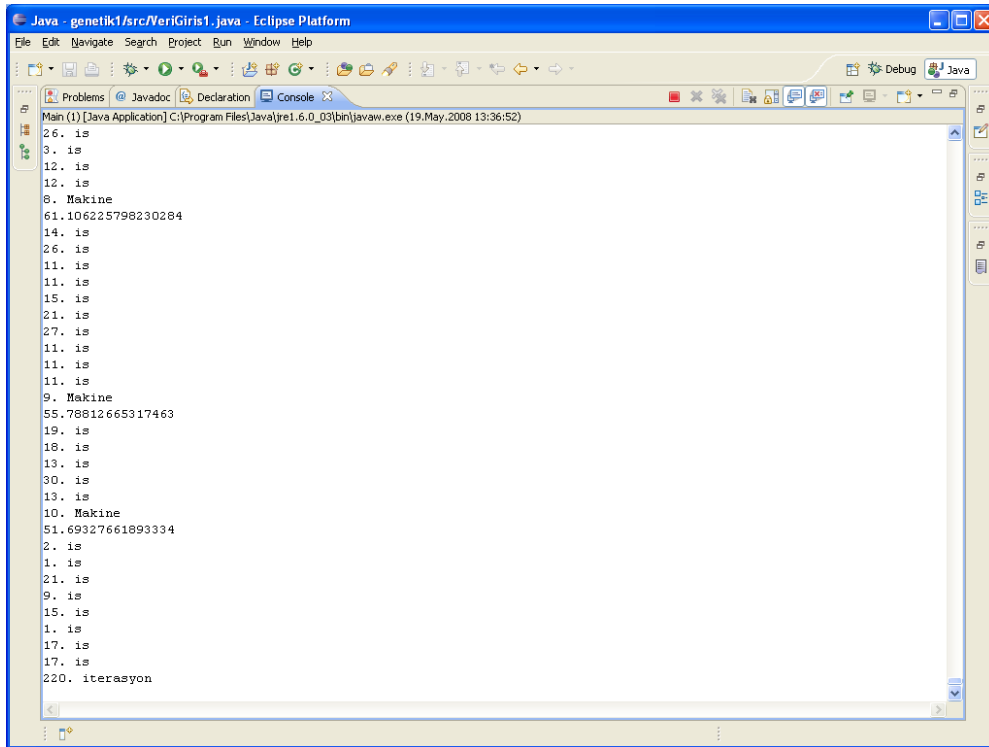 Java - genetik1/src/VeriGiris1.java - Eclipse Platform
File Edit Navigate Search Project Run Window Help
Debug Java
Problems @ Javadoc Declaration Console
Main (1) [Java Application] C:\Program Files\Java\jre1.6.0_03\bin\javaw.exe (19.May.2008 13:36:52)
26. is
3. is
12. is
12. is
8. Makine
61.106225798230284
14. is
26. is
11. is
11. is
15. is
21. is
27. is
11. is
11. is
11. is
9. Makine
55.78812665317463
19. is
18. is
13. is
30. is
13. is
10. Makine
51.69327661893334
2. is
1. is
21. is
9. is
15. is
1. is
17. is
17. is
220. iterasyon